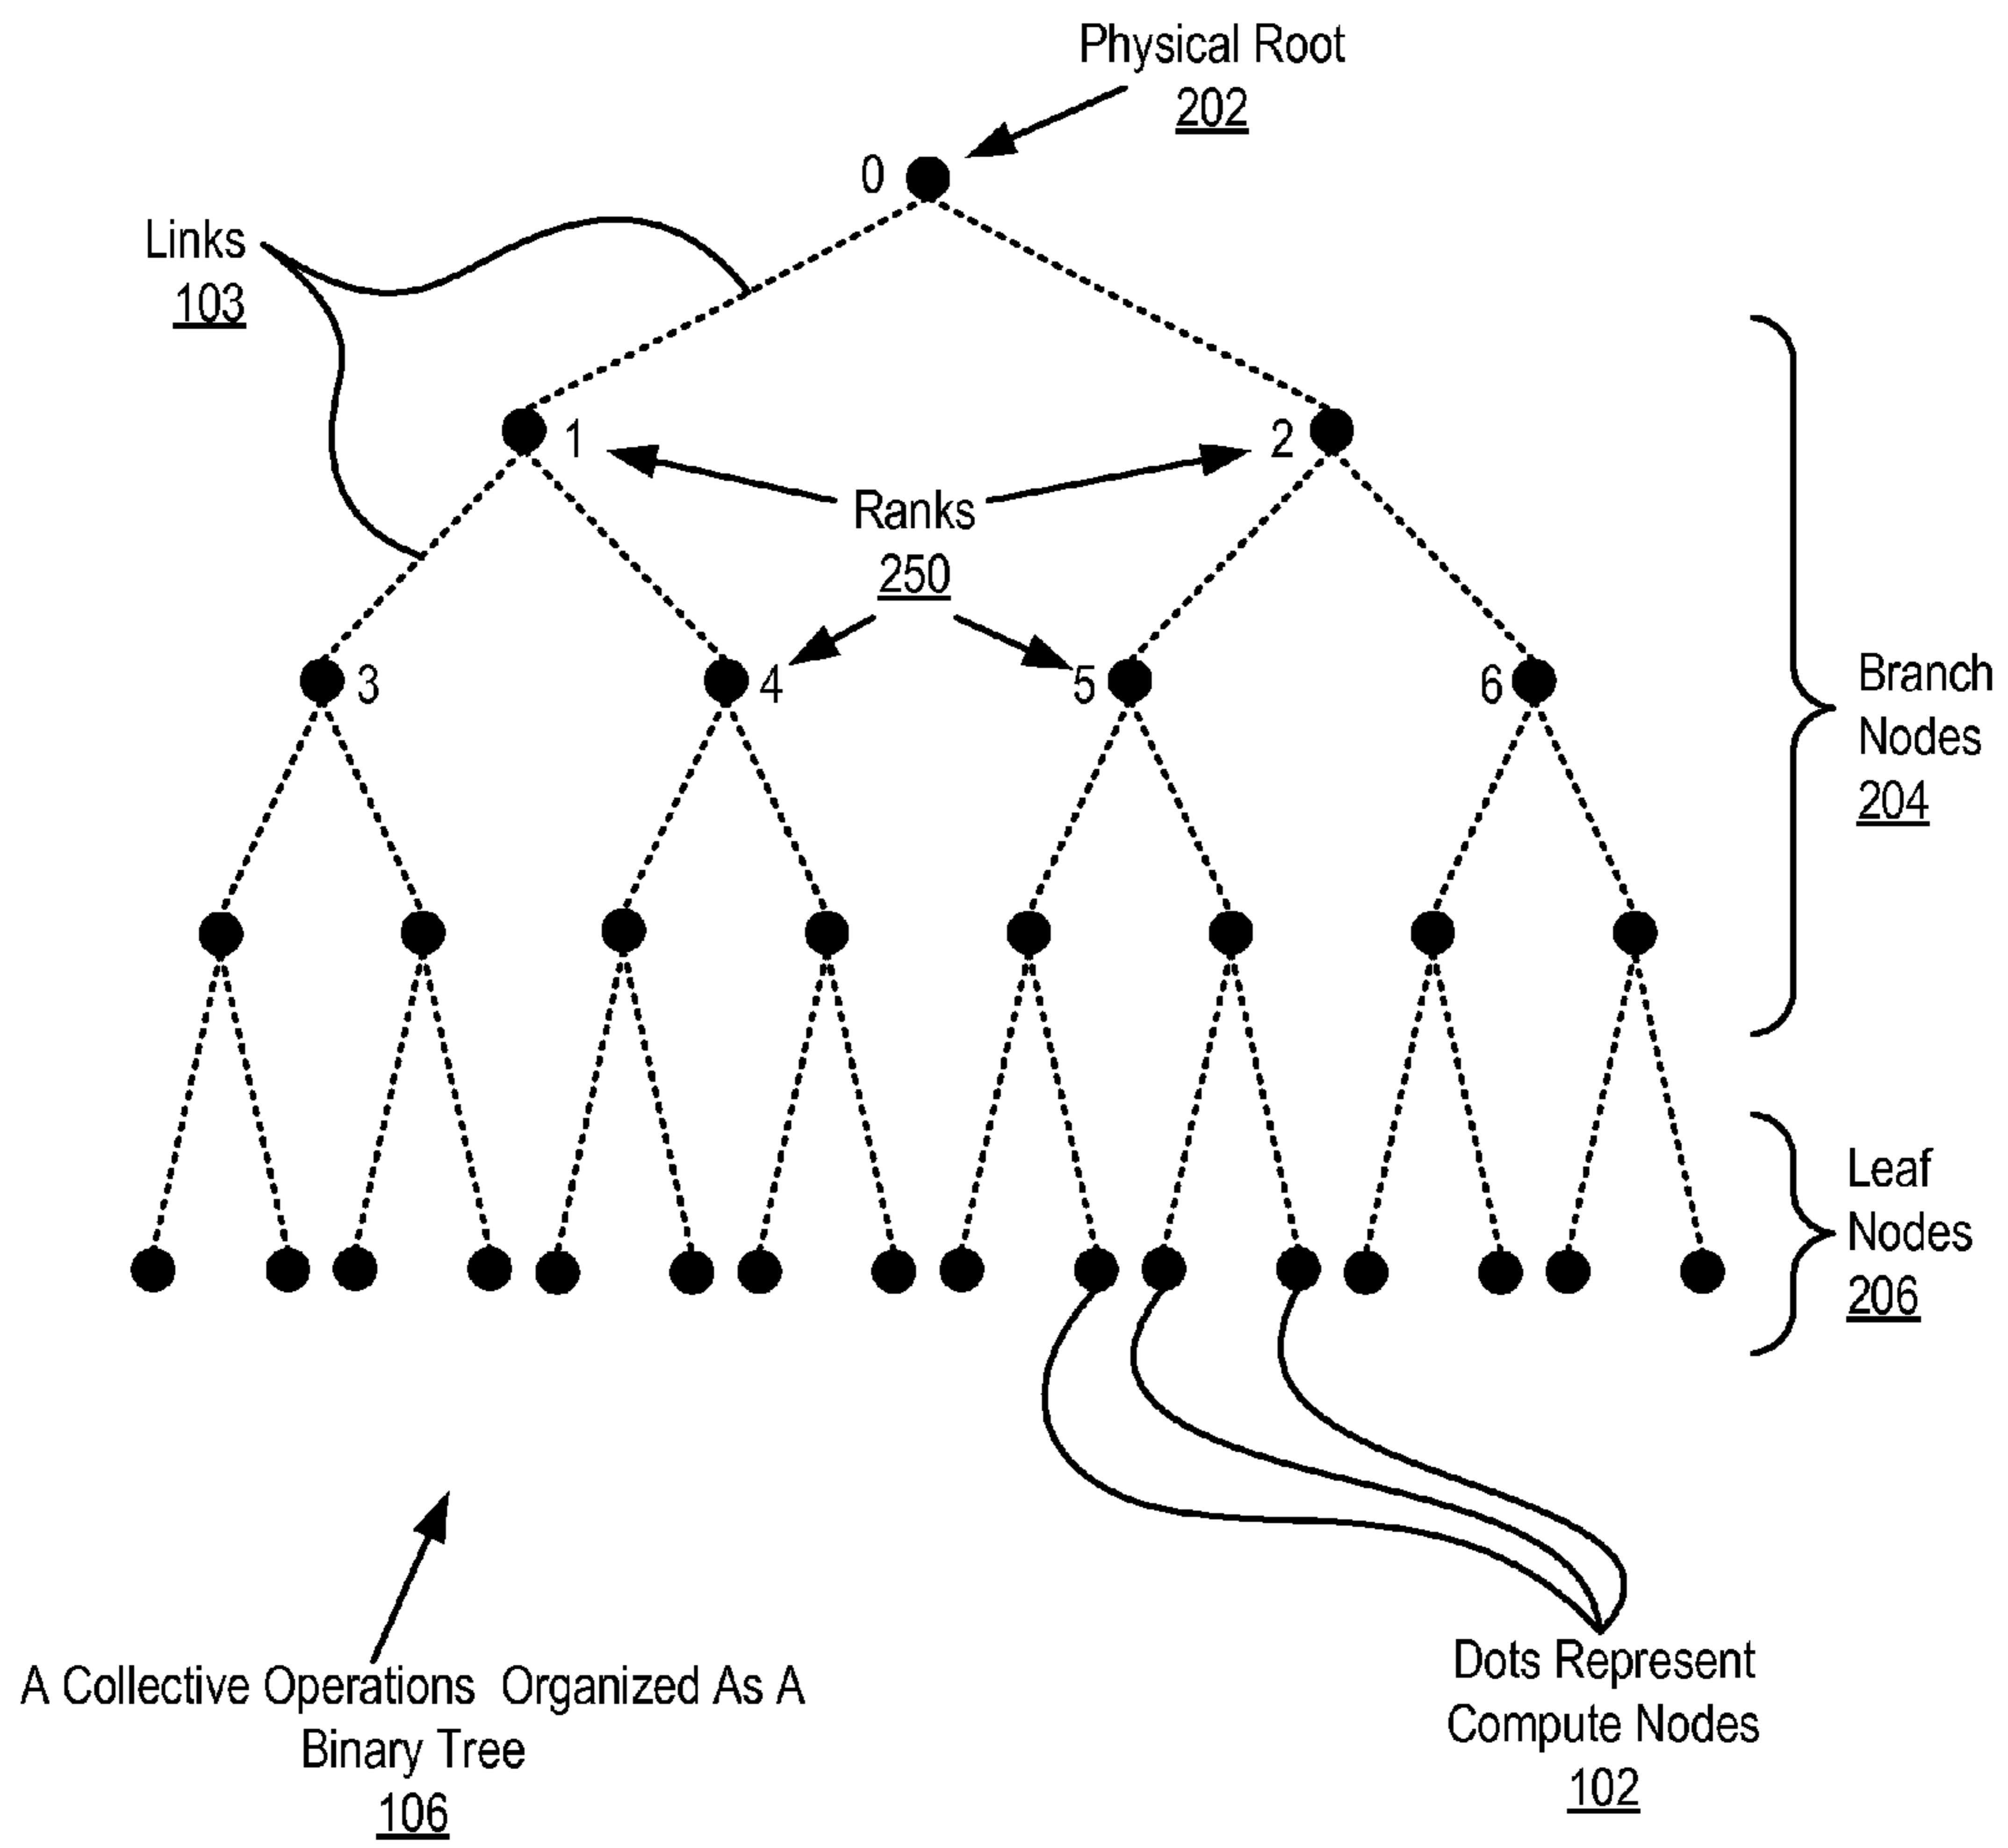 Physical Root
202
0
Links
103
1
2
Ranks
250
3
4
5
6
Branch
Nodes
204
Leaf
Nodes
206
A Collective Operations Organized As A
Binary Tree
106
Dots Represent
Compute Nodes
102